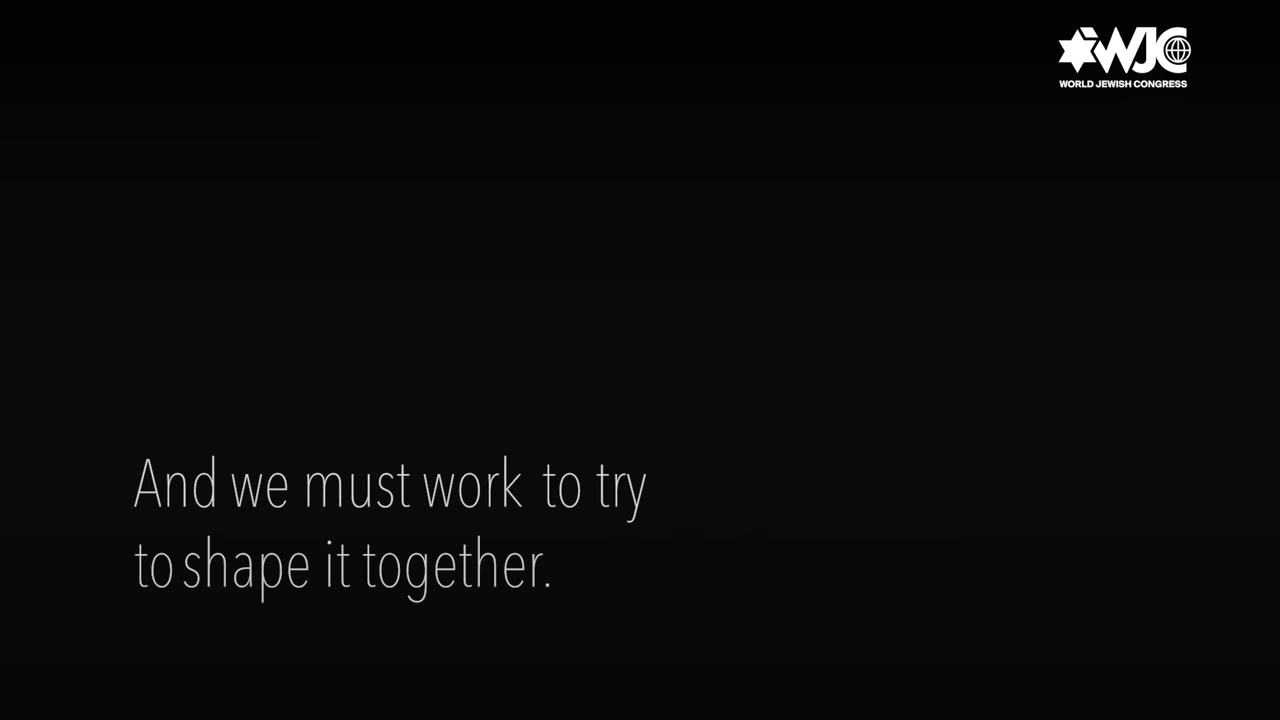 WJC
WORLD JEWISH CONGRESS
And we must work to try
to shape it together.